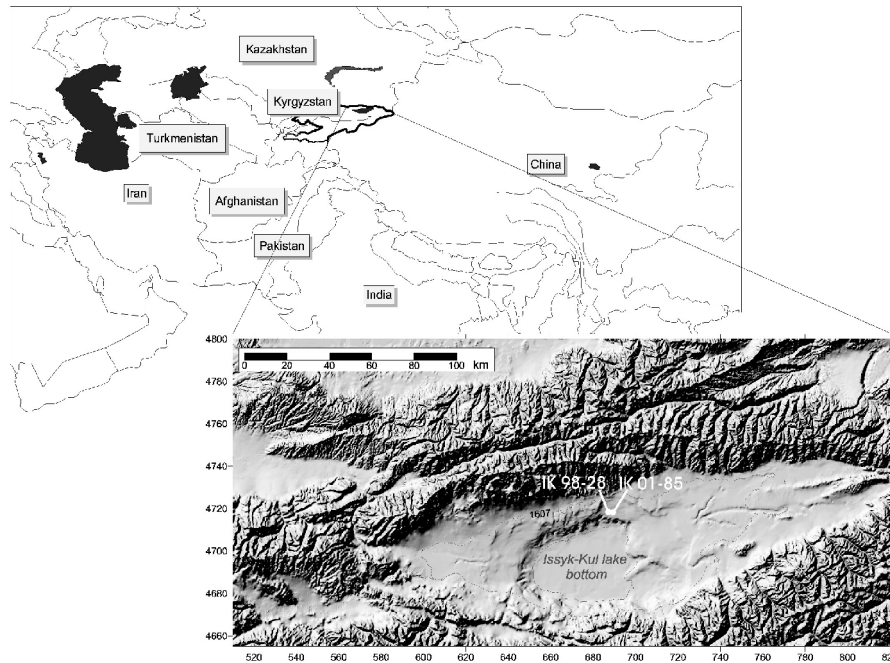 Kazakhstan
Kyrgyzstan
Turkmenistan
China
Iran
Afghanistan
Pakistan
India
4800
4780
4760
4740
4720
4700
4680
4660
0 20 40 60 80 100 km
IK 98-28 IK 01-85
1607
Issyk-Kul lake
bottom
520 540 560 580 600 620 640 660 680 700 720 740 760 780 800